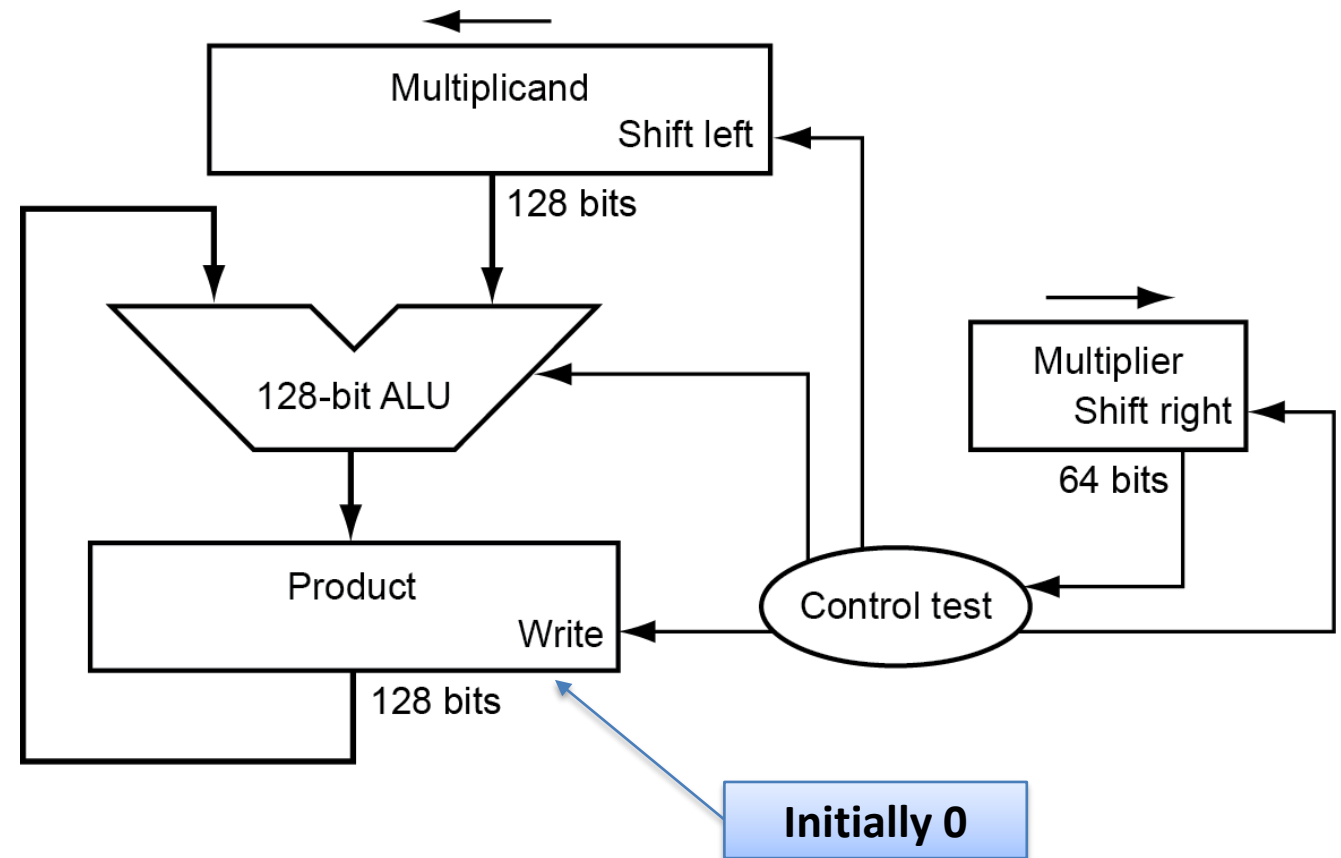 Multiplicand
Shift left
128 bits
128-bit ALU
Multiplier
Shift right
64 bits
Product
Write
Control test
128 bits
Initially 0